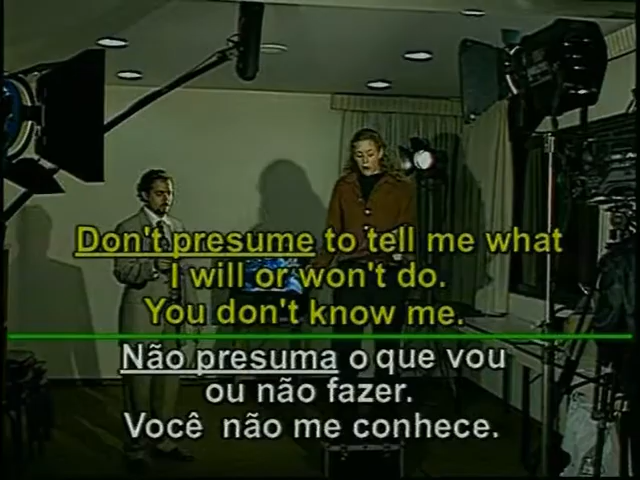 Don't presume to tell me what
I will or won't do.
You don't know me.
Não presuma o que vou
ou não fazer.
Você não me conhece.